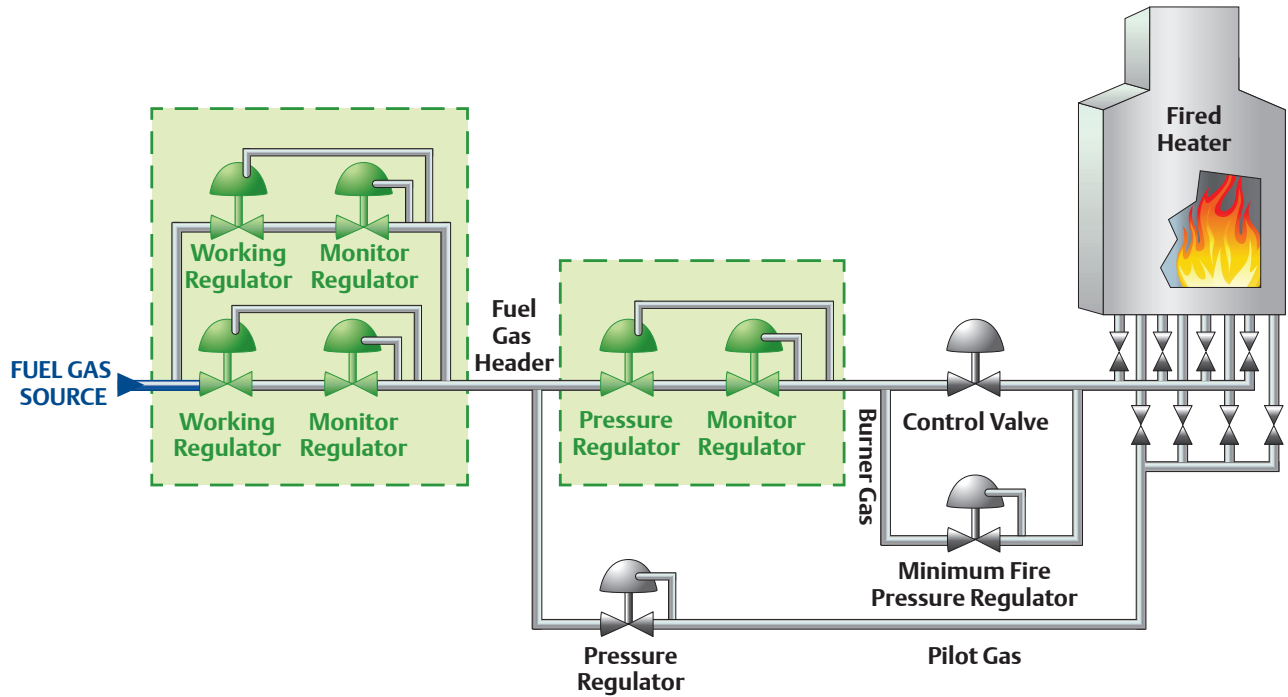 Fired
Heater
Working
Regulator
Monitor
Regulator
Fuel
Gas
Header
FUEL GAS
SOURCE
Working
Regulator
Monitor
Regulator
Pressure
Regulator
Monitor
Regulator
Burner Gas
Control Valve
Minimum Fire
Pressure Regulator
Pressure
Regulator
Pilot Gas